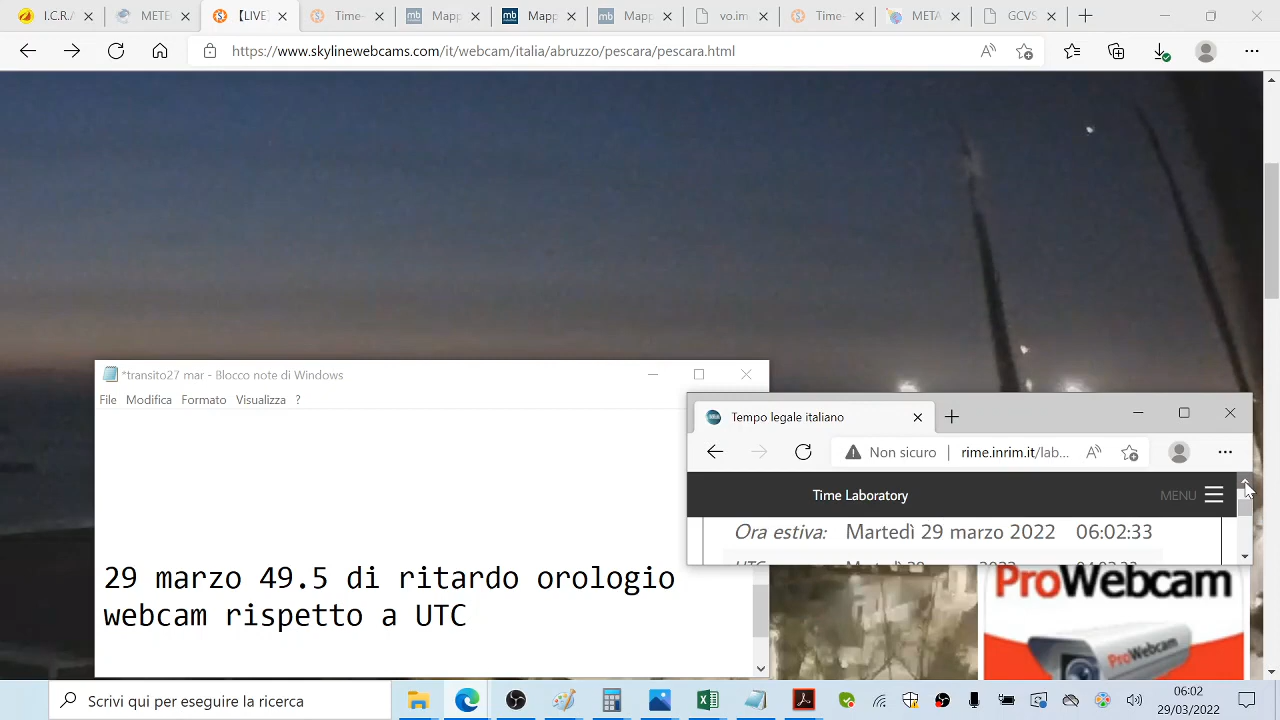 I.C.R.
METE
【LIVE
Time-
Mapp
Mapp
Mapp
vo.im
Time-
META
GCVS
https://www.skylinewebcams.com/it/webcam/italia/abruzzo/pescara/pescara.html
*transito27 mar - Blocco note di Windows
File Modifica Formato Visualizza ?
29 marzo 49.5 di ritardo orologio
webcam rispetto a UTC
Tempo legale italiano
Non sicuro | rime.inrim.it/lab...
Time Laboratory
MENU
Ora estiva: Martedì 29 marzo 2022 06:02:33
ProWebcam
ProWebcam
Scrivi qui per eseguire la ricerca
06:02
29/03/2022